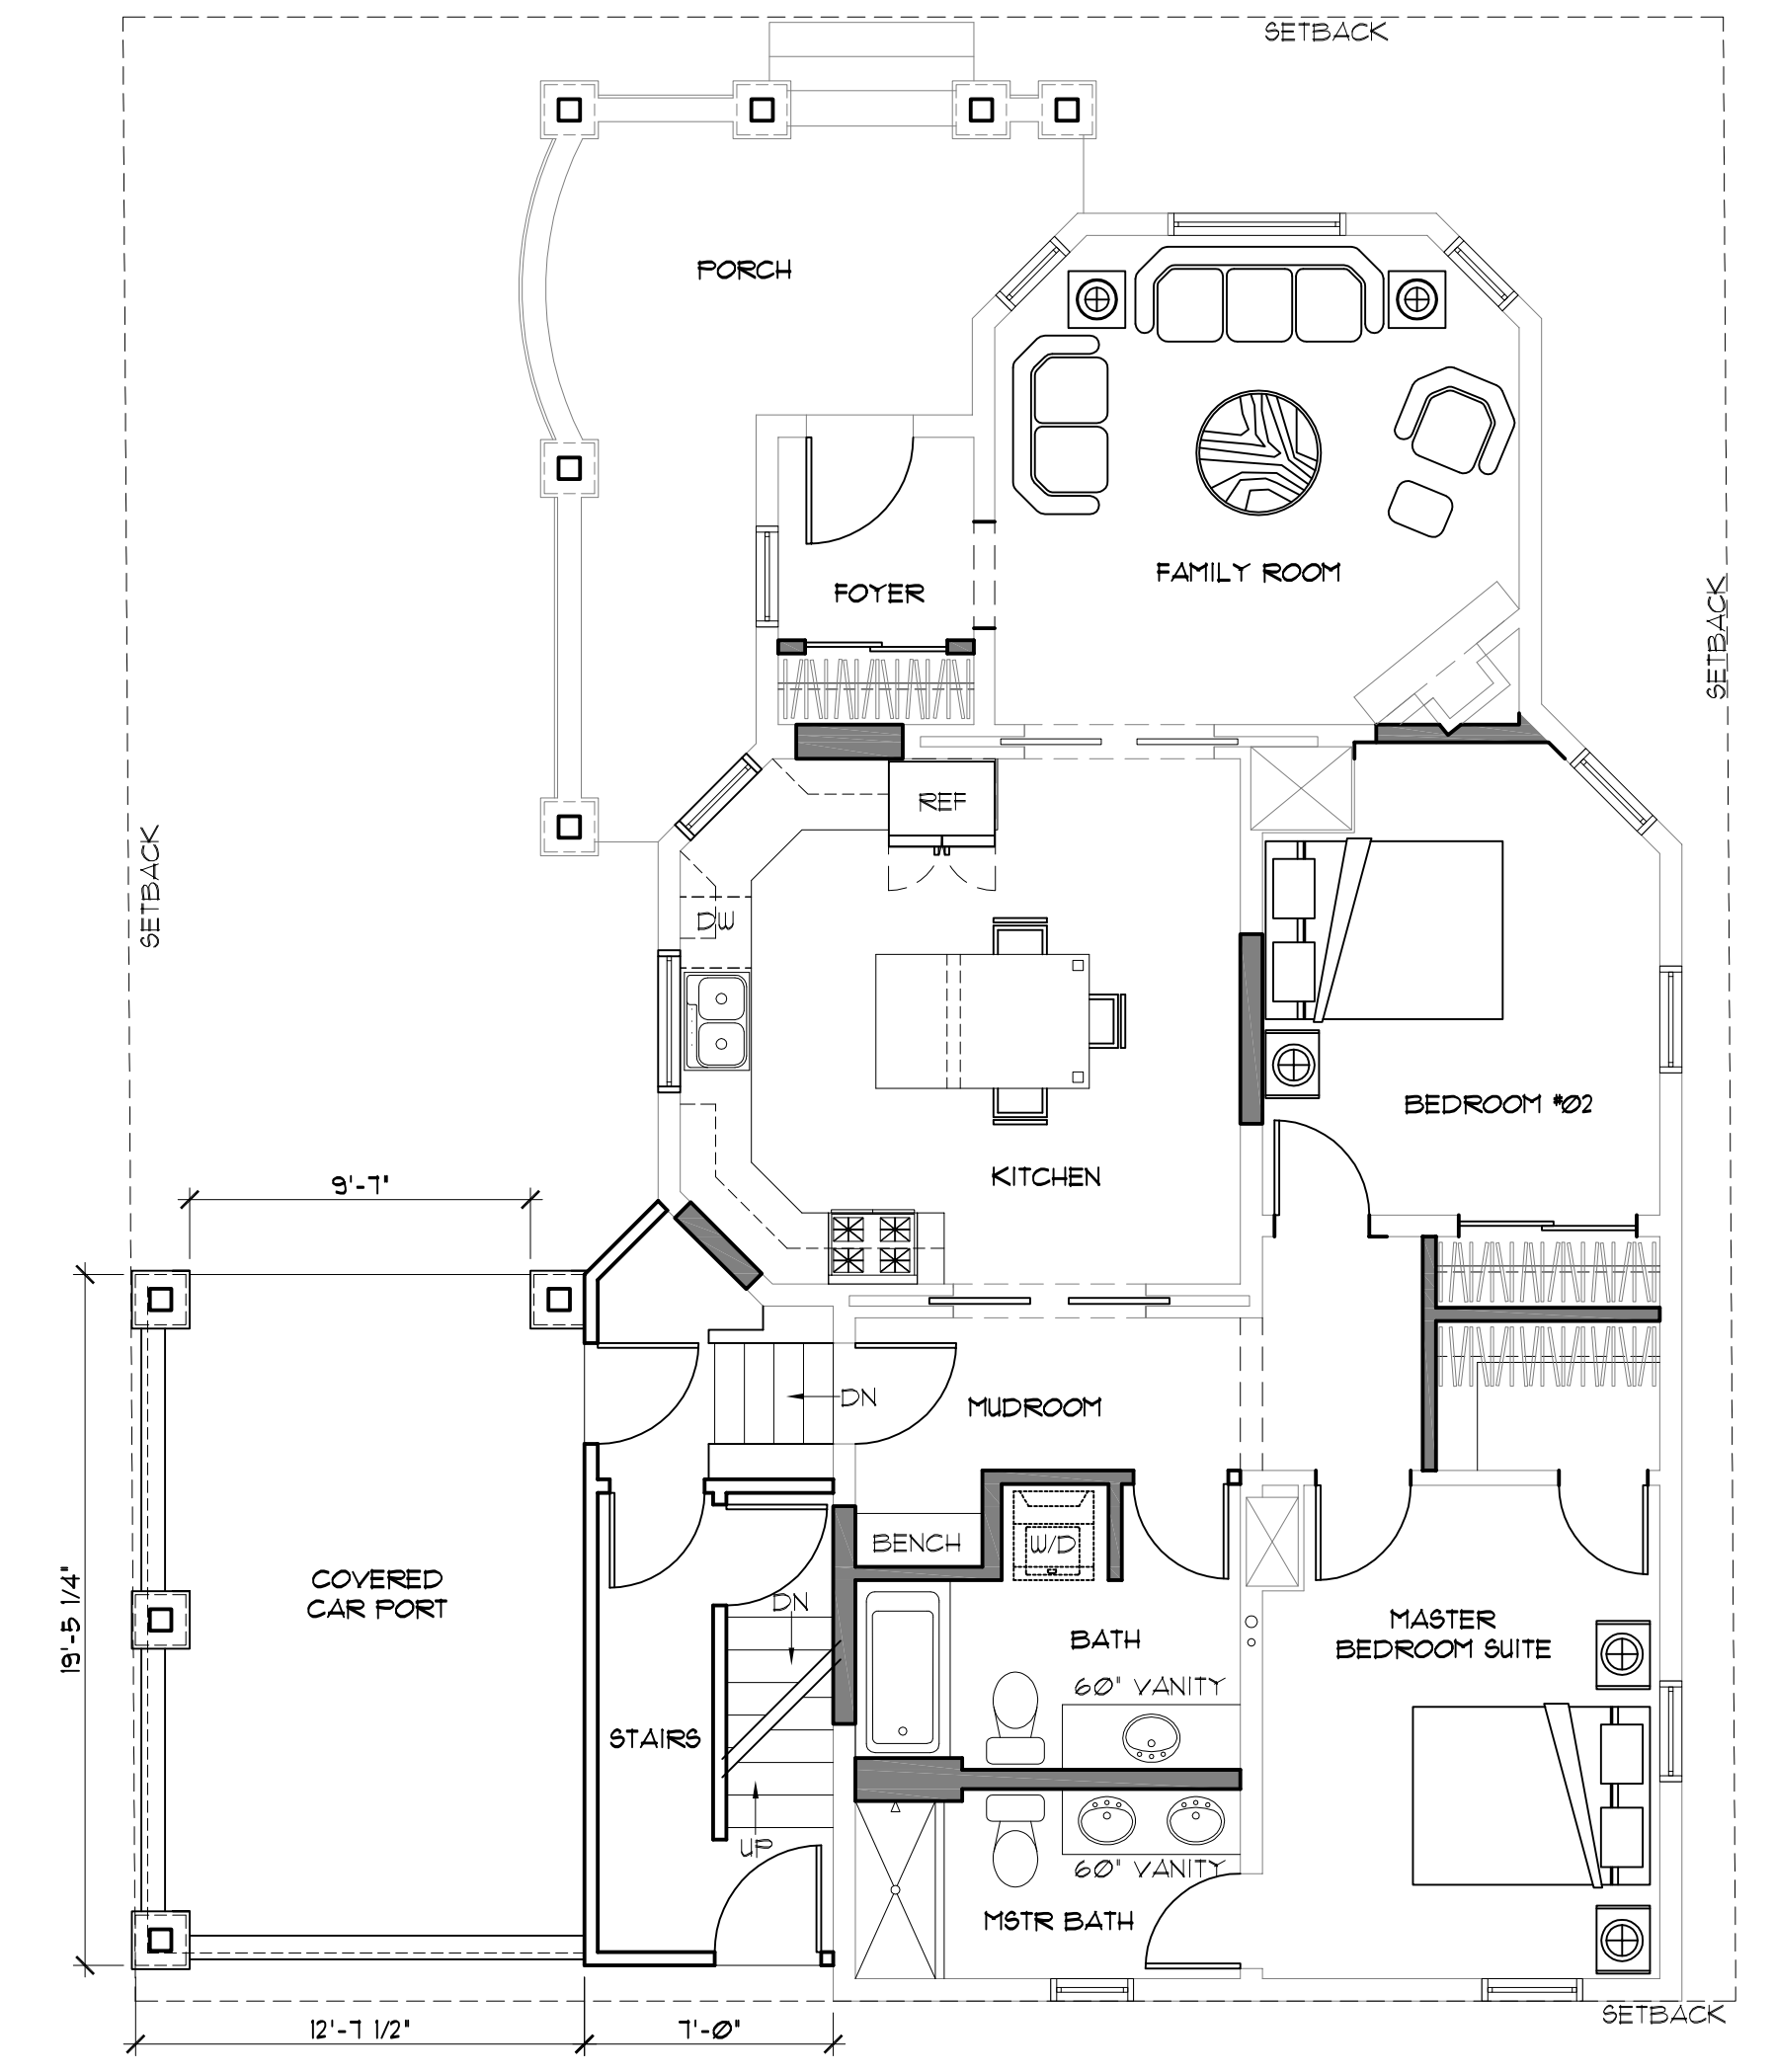 SETBACK
PORCH
FAMILY ROOM
FOYER
SETBACK
REF
SETBACK
DW
BEDROOM #02
KITCHEN
9'-7"
DN
MUDROOM
BENCH
W/D
COVERED
CAR PORT
19'-5 1/4"
DN
BATH
MASTER
BEDROOM SUITE
60" VANITY
STAIRS
UP
60" VANITY
MSTR BATH
SETBACK
12'-7 1/2"
7'-0"